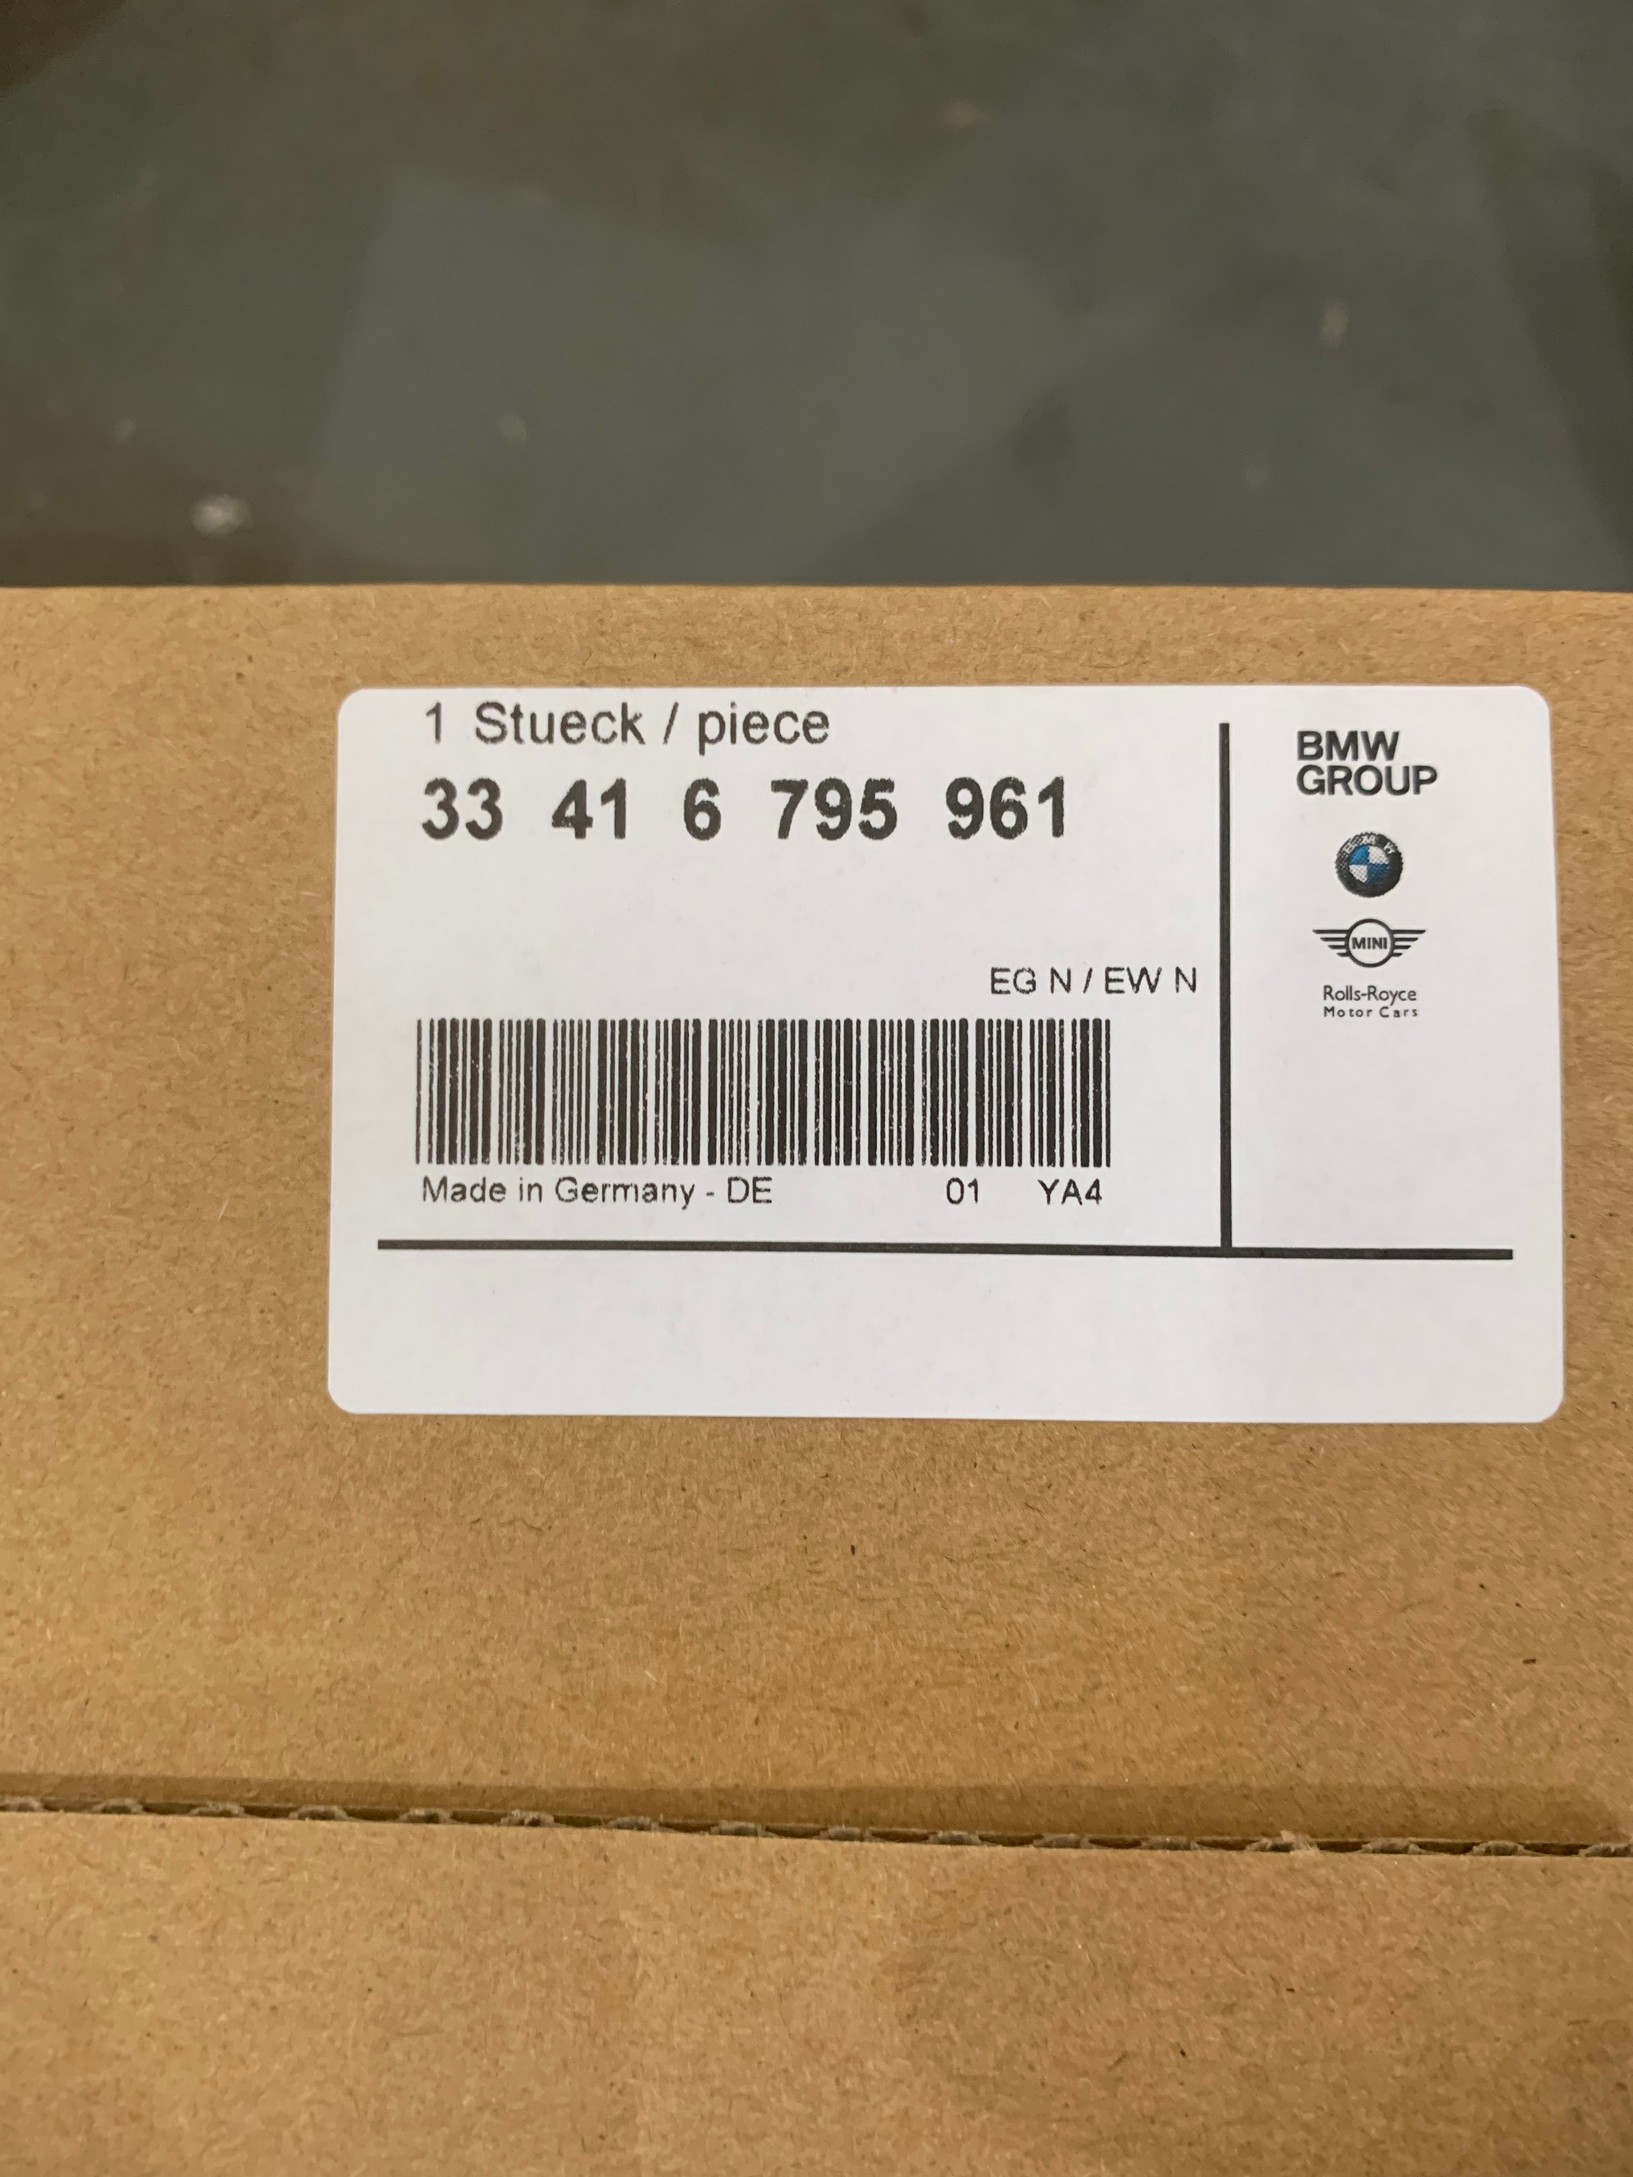 1 Stueck / piece
33 41 6 795 961
EG N / EW N
Made in Germany - DE 01 YA4
BMW
GROUP
BMW
MINI
Rolls-Royce
Motor Cars